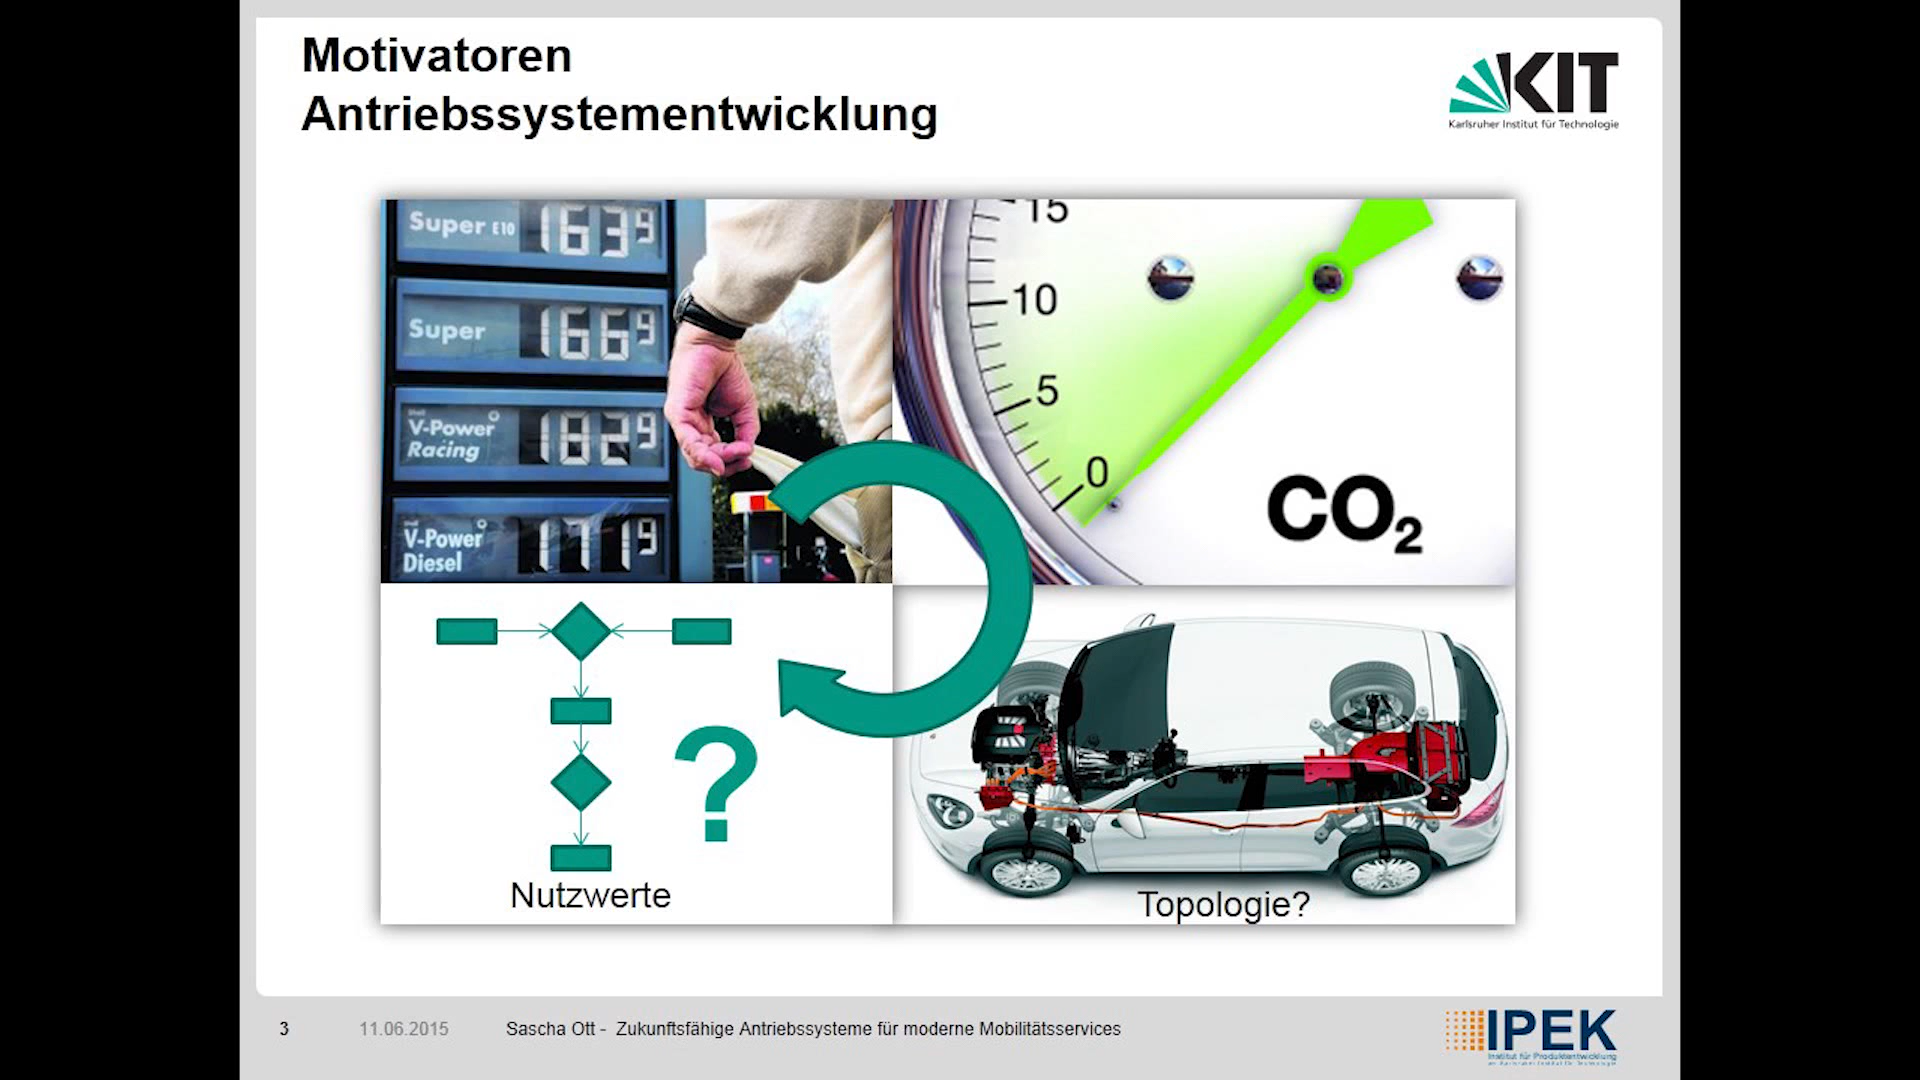 Motivatoren
Antriebssystementwicklung
KIT
Karlsruher Institut für Technologie
Super E10 1639
Super 1669
Shell
V-Power
Racing 1829
V-Power
Diesel 1719
15
10
5
0
CO₂
?
Nutzwerte
Topologie?
3 11.06.2015 Sascha Ott - Zukunftsfähige Antriebssysteme für moderne Mobilitätsservices
IPEK
Institut für Produktentwicklung